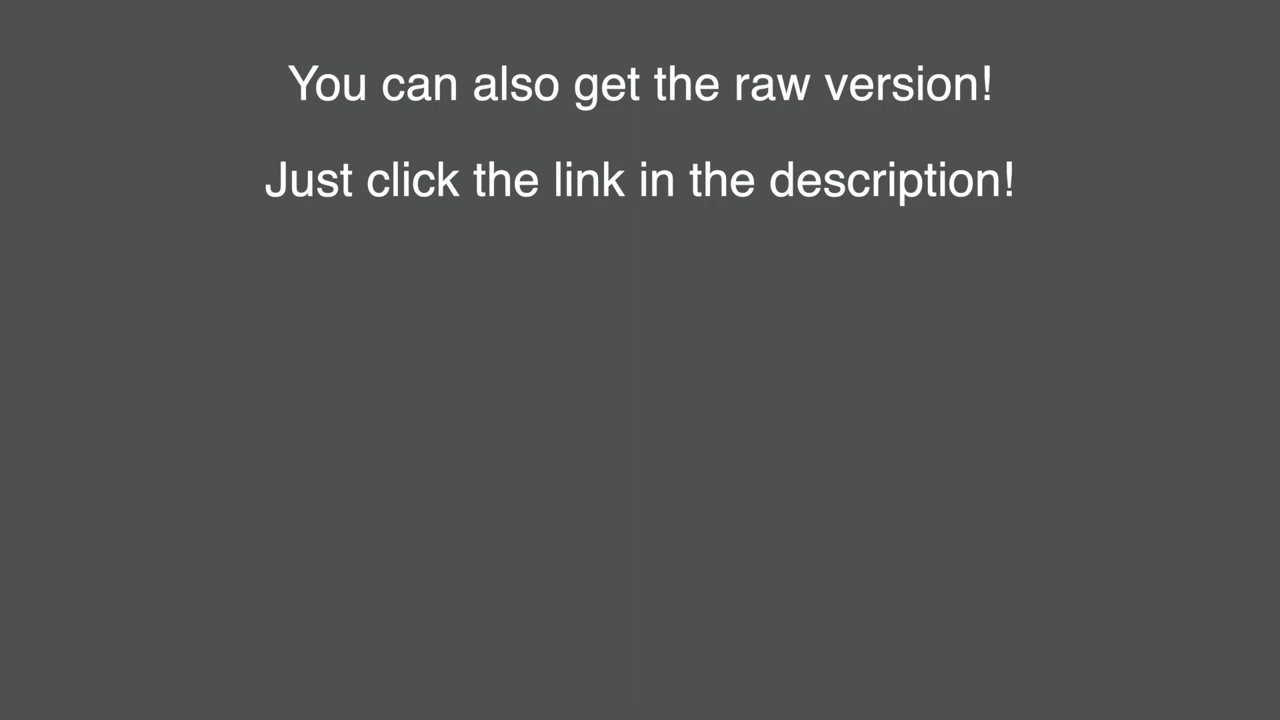 You can also get the raw version!
Just click the link in the description!